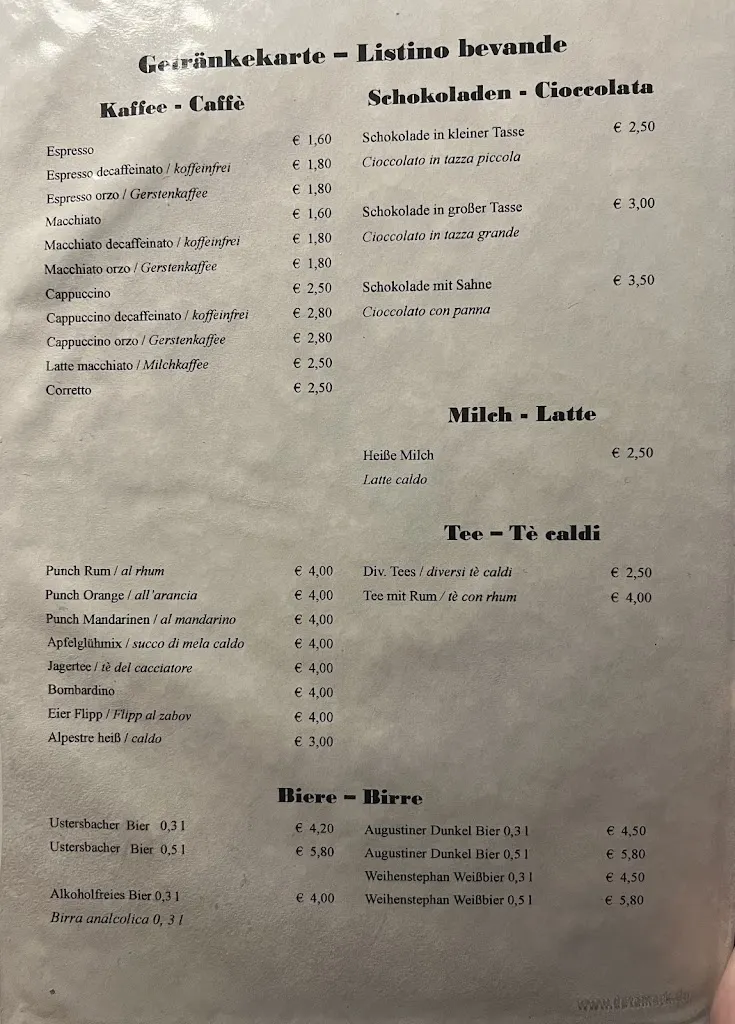 Getränkekarte – Listino bevande
Kaffee - Caffè
Espresso € 1,60
Espresso decaffeinato / koffeinfrei € 1,80
Espresso orzo / Gerstenkaffee € 1,80
Macchiato € 1,60
Macchiato decaffeinato / koffeinfrei € 1,80
Macchiato orzo / Gerstenkaffee € 1,80
Cappuccino € 2,50
Cappuccino decaffeinato / koffeinfrei € 2,80
Cappuccino orzo / Gerstenkaffee € 2,80
Latte macchiato / Milchkaffee € 2,50
Corretto € 2,50
Schokoladen - Cioccolata
Schokolade in kleiner Tasse € 2,50
Cioccolato in tazza piccola
Schokolade in großer Tasse € 3,00
Cioccolato in tazza grande
Schokolade mit Sahne € 3,50
Cioccolato con panna
Milch - Latte
Heiße Milch € 2,50
Latte caldo
Punch Rum / al rhum € 4,00
Punch Orange / all'arancia € 4,00
Punch Mandarinen / al mandarino € 4,00
Apfelglühmix / succo di mela caldo € 4,00
Jagertee / tè del cacciatore € 4,00
Bombardino € 4,00
Eier Flipp / Flipp al zabov € 4,00
Alpestre heiß / caldo € 3,00
Tee – Tè caldi
Div. Tees / diversi tè caldi € 2,50
Tee mit Rum / tè con rhum € 4,00
Biere – Birre
Ustersbacher Bier 0,3 l € 4,20
Ustersbacher Bier 0,5 l € 5,80
Alkoholfreies Bier 0,3 l € 4,00
Birra analcolica 0, 3 l
Augustiner Dunkel Bier 0,3 l € 4,50
Augustiner Dunkel Bier 0,5 l € 5,80
Weihenstephan Weißbier 0,3 l € 4,50
Weihenstephan Weißbier 0,5 l € 5,80